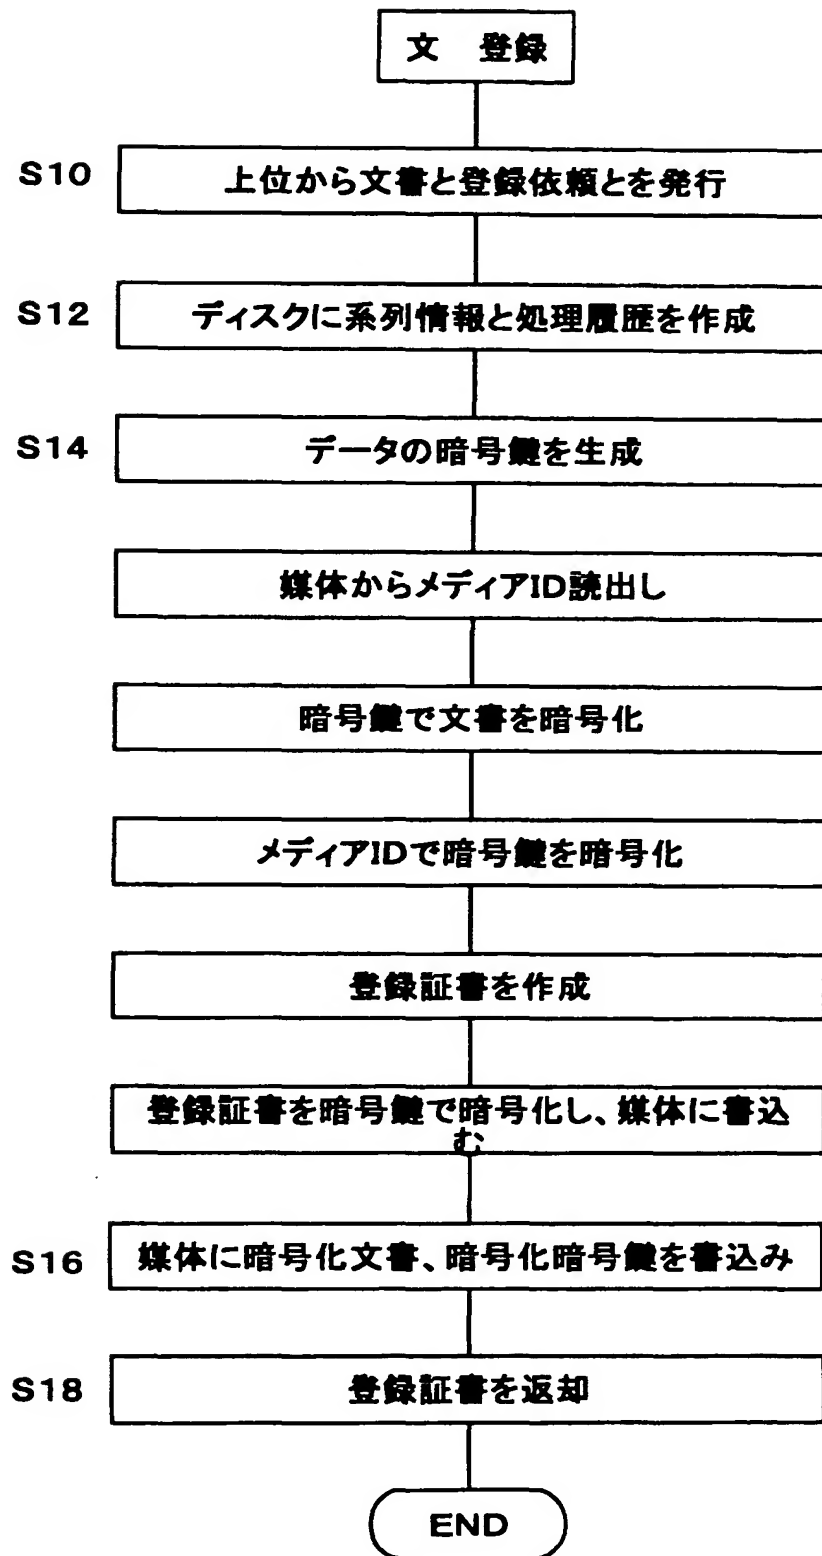 文 登録
S10 上位から文書と登録依頼とを発行
S12 ディスクに系列情報と処理履歴を作成
S14 データの暗号鍵を生成
媒体からメディアID読出し
暗号鍵で文書を暗号化
メディアIDで暗号鍵を暗号化
登録証書を作成
登録証書を暗号鍵で暗号化し、媒体に書込
む
S16 媒体に暗号化文書、暗号化暗号鍵を書込み
S18 登録証書を返却
END